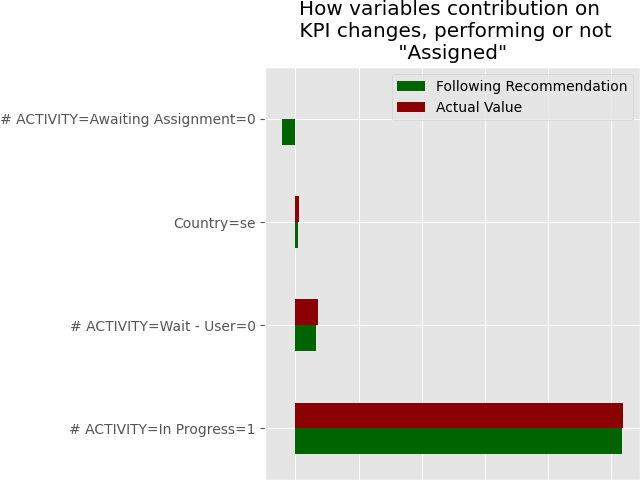 How variables contribution on
KPI changes, performing or not
"Assigned"
Following Recommendation
Actual Value
# ACTIVITY=Awaiting Assignment=0
Country=se
# ACTIVITY=Wait - User=0
# ACTIVITY=In Progress=1